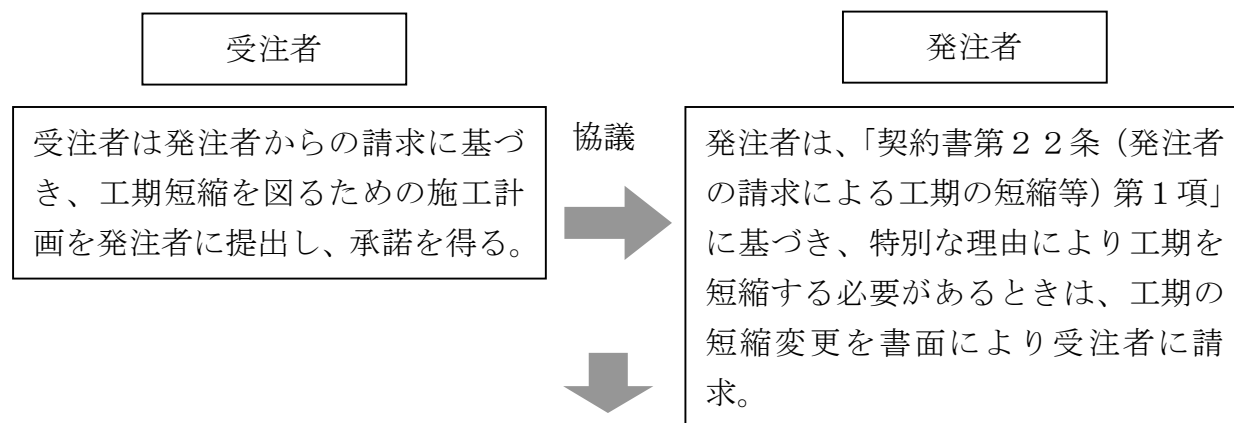 受注者
発注者
受注者は発注者からの請求に基づ
き、工期短縮を図るための施工計
画を発注者に提出し、承諾を得る。
協議
発注者は、「契約書第２２条（発注者
の請求による工期の短縮等）第１項」
に基づき、特別な理由により工期を
短縮する必要があるときは、工期の
短縮変更を書面により受注者に請
求。